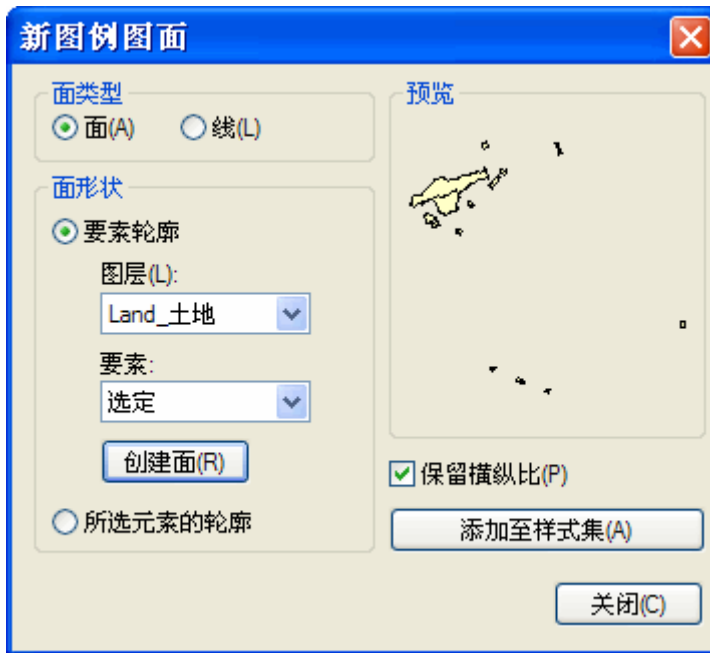 新图例图面
面类型
面(A)
线(L)
面形状
要素轮廓
图层(L):
Land_土地
要素:
选定
创建面(R)
所选元素的轮廓
预览
保留横纵比(P)
添加至样式集(A)
关闭(C)